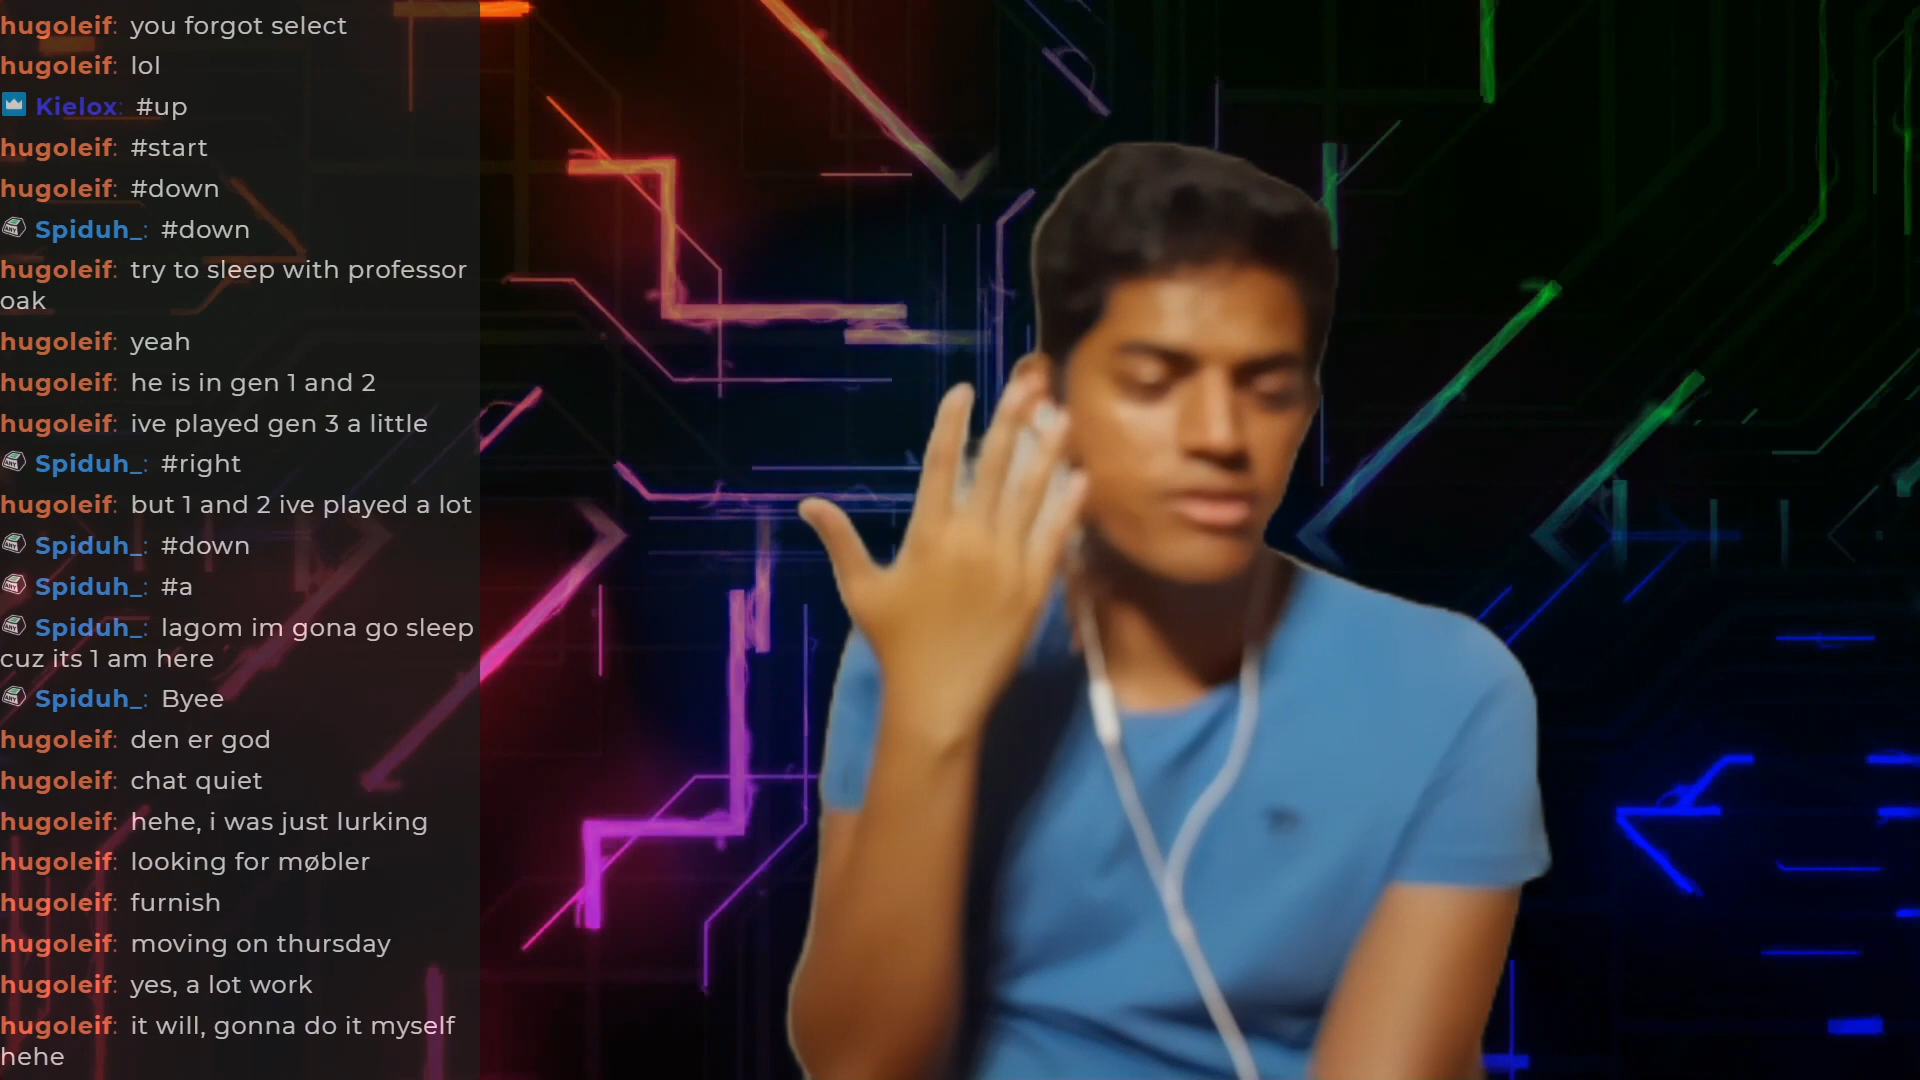 hugoleif: you forgot select
hugoleif: lol
Kielox: #up
hugoleif: #start
hugoleif: #down
Spiduh_: #down
hugoleif: try to sleep with professor
oak
hugoleif: yeah
hugoleif: he is in gen 1 and 2
hugoleif: ive played gen 3 a little
Spiduh_: #right
hugoleif: but 1 and 2 ive played a lot
Spiduh_: #down
Spiduh_: #a
Spiduh_: lagom im gona go sleep
cuz its 1 am here
Spiduh_: Byee
hugoleif: den er god
hugoleif: chat quiet
hugoleif: hehe, i was just lurking
hugoleif: looking for møbler
hugoleif: furnish
hugoleif: moving on thursday
hugoleif: yes, a lot work
hugoleif: it will, gonna do it myself
hehe